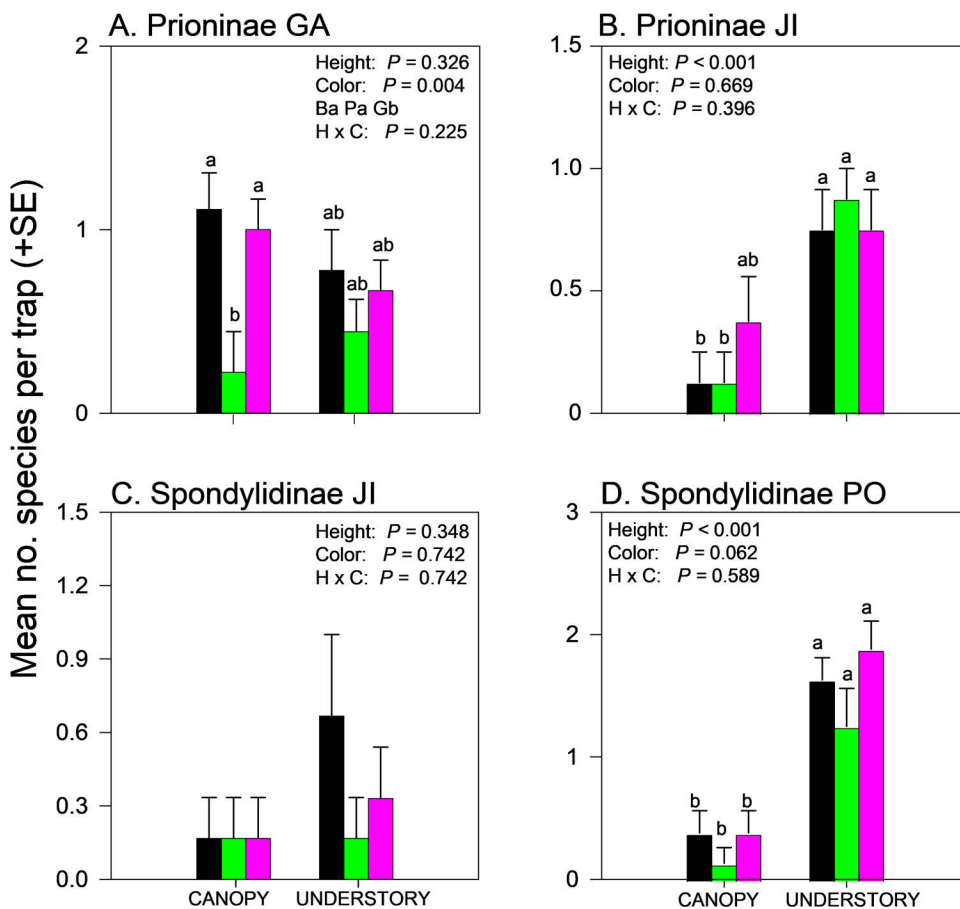 Mean no. species per trap (+SE)
A. Prioninae GA
Height: P = 0.326
Color: P = 0.004
Ba Pa Gb
H x C: P = 0.225
2
1
0
a
b
a
ab
ab
ab
B. Prioninae JI
Height: P < 0.001
Color: P = 0.669
H x C: P = 0.396
1.5
1.0
0.5
0
b
b
ab
a
a
a
C. Spondylidinae JI
Height: P = 0.348
Color: P = 0.742
H x C: P = 0.742
1.5
1.2
0.9
0.6
0.3
0.0
CANOPY
UNDERSTORY
D. Spondylidinae PO
Height: P < 0.001
Color: P = 0.062
H x C: P = 0.589
3
2
1
0
b
b
b
a
a
a
CANOPY
UNDERSTORY